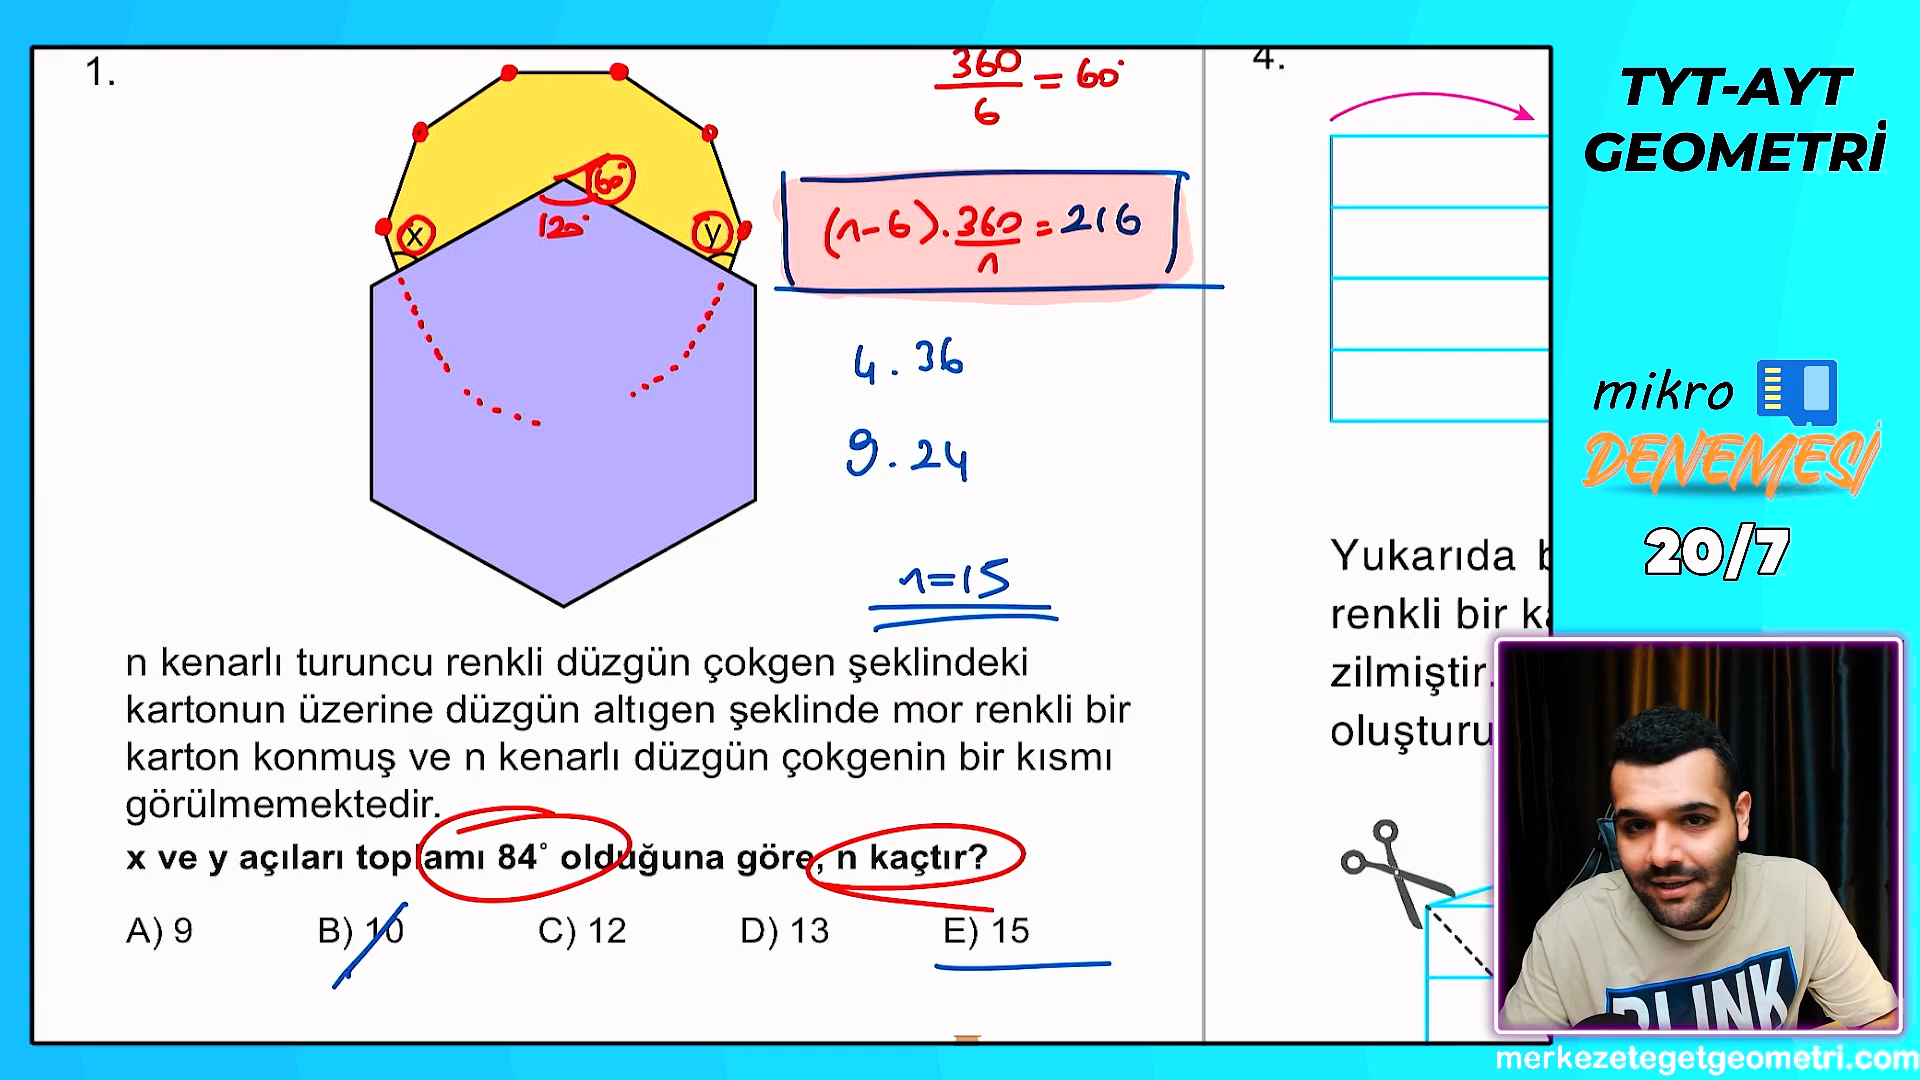 1.
x
y
60°
120°
360/6 = 60°
(n-6).360/n = 216
4.36
9.24
n=15
n kenarlı turuncu renkli düzgün çokgen şeklindeki
kartonun üzerine düzgün altıgen şeklinde mor renkli bir
karton konmuş ve n kenarlı düzgün çokgenin bir kısmı
görülmemektedir.
x ve y açıları toplamı 84° olduğuna göre, n kaçtır?
A) 9 B) 10 C) 12 D) 13 E) 15
4.
Yukarıda
renkli bir
zilmiştir.
oluşturu
TYT-AYT
GEOMETRİ
mikro
DENEMESİ
20/7
BLINK
merkezetegetgeometri.com